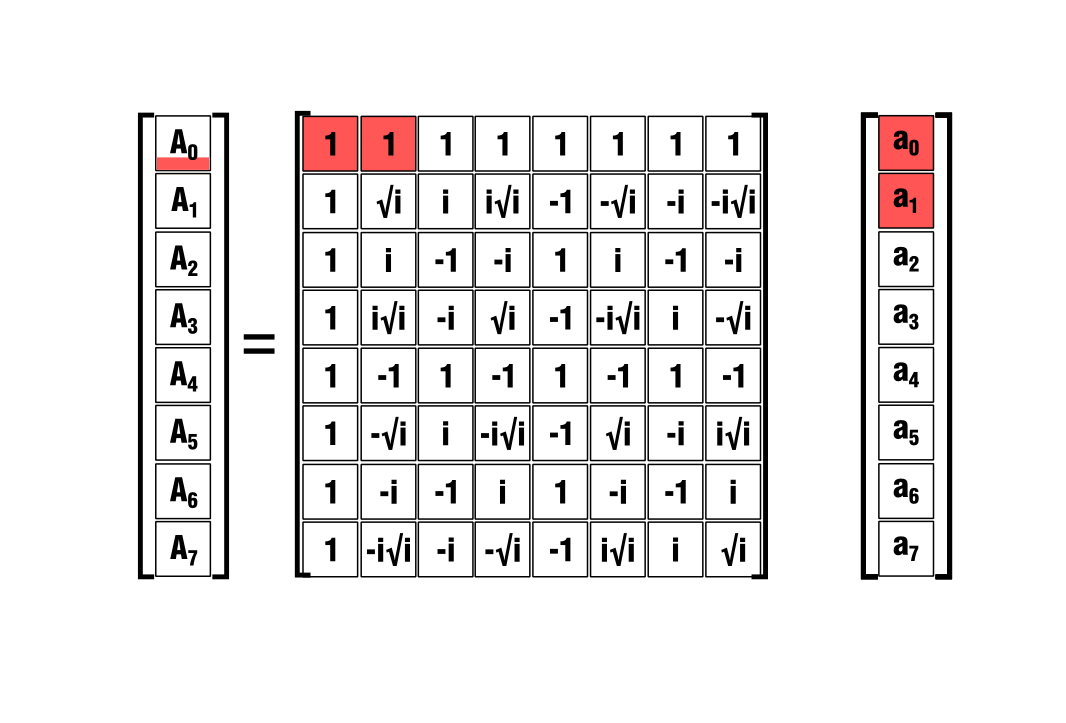 A₀ 1 1 1 1 1 1 1 1 a₀
A₁ 1 √i i i√i -1 -√i -i -i√i a₁
A₂ 1 i -1 -i 1 i -1 -i a₂
A₃ 1 i√i -i √i -1 -i√i i -√i a₃
=
A₄ 1 -1 1 -1 1 -1 1 -1 a₄
A₅ 1 -√i i -i√i -1 √i -i i√i a₅
A₆ 1 -i -1 i 1 -i -1 i a₆
A₇ 1 -i√i -i -√i -1 i√i i √i a₇